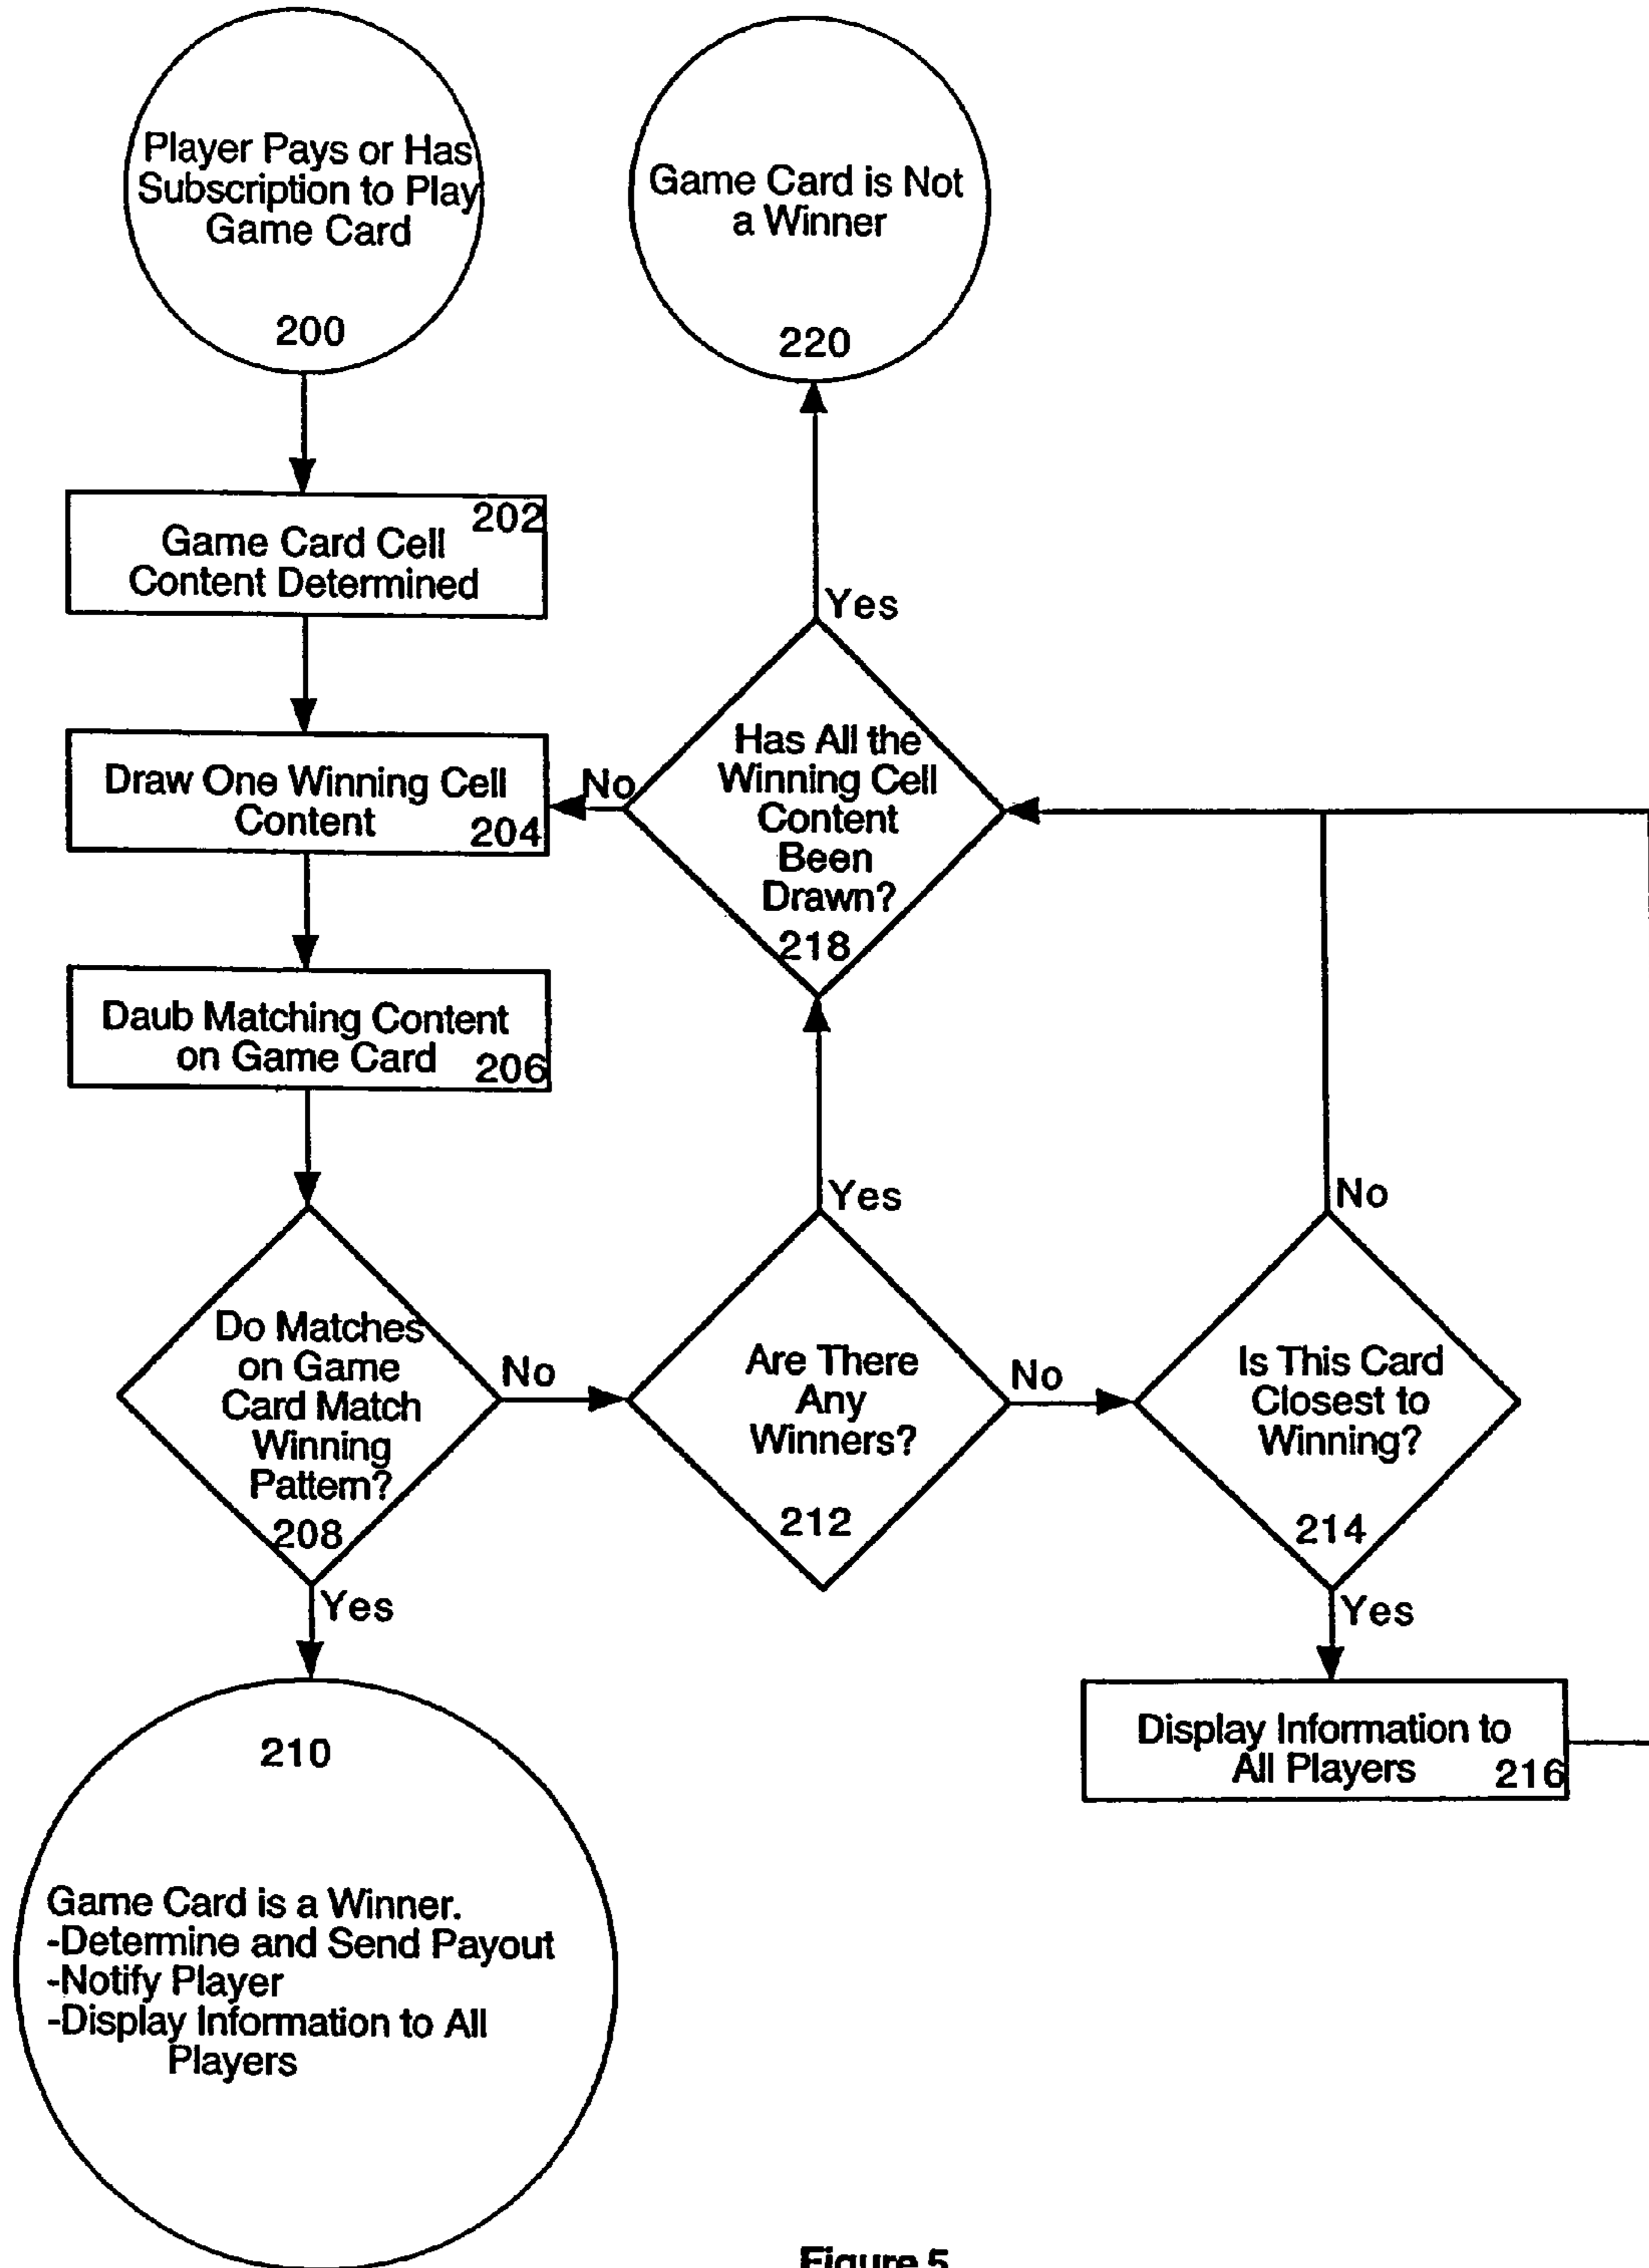 Player Pays or Has
Subscription to Play
Game Card
200
Game Card is Not
a Winner
220
202
Game Card Cell
Content Determined
Yes
Draw One Winning Cell
Content 204
No
Has All the
Winning Cell
Content
Been
Drawn?
218
Daub Matching Content
on Game Card 206
Yes
No
Do Matches
on Game
Card Match
Winning
Pattern?
208
No
Are There
Any
Winners?
212
No
Is This Card
Closest to
Winning?
214
Yes
Yes
Display Information to
All Players 216
210
Game Card is a Winner.
-Determine and Send Payout
-Notify Player
-Display Information to All
Players
Figure 5